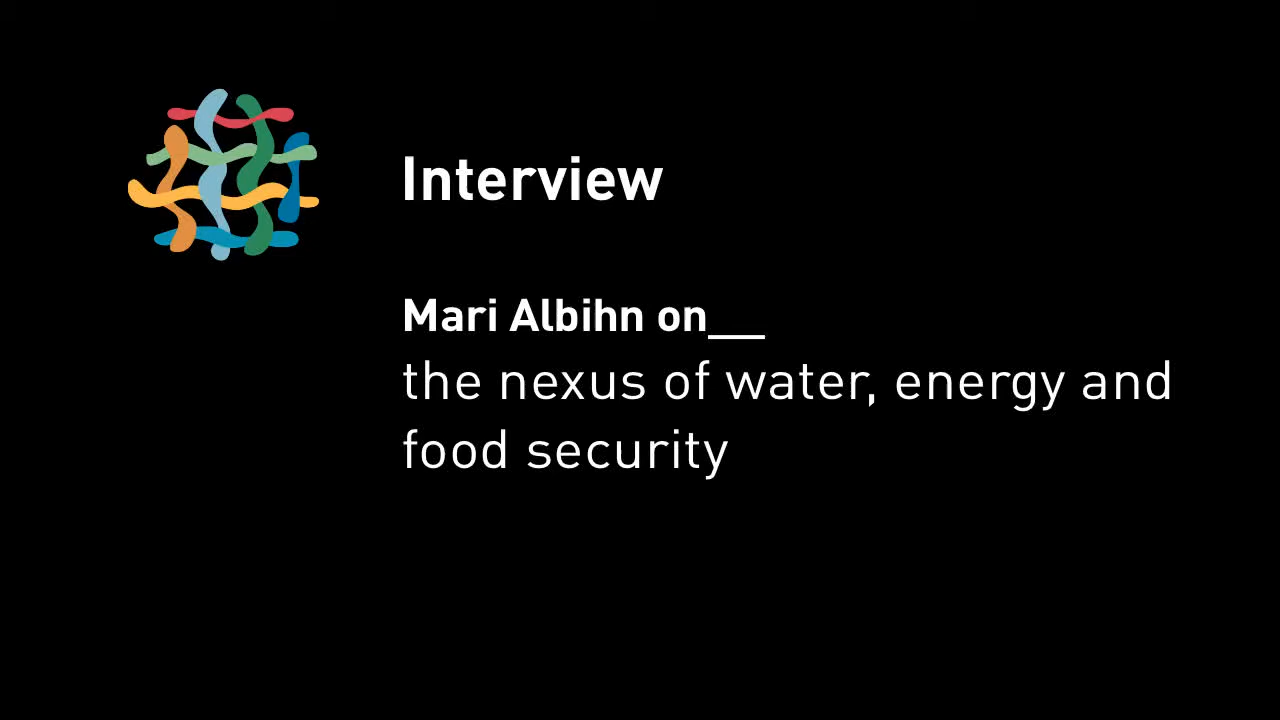 Interview
Mari Albihn on__
the nexus of water, energy and
food security